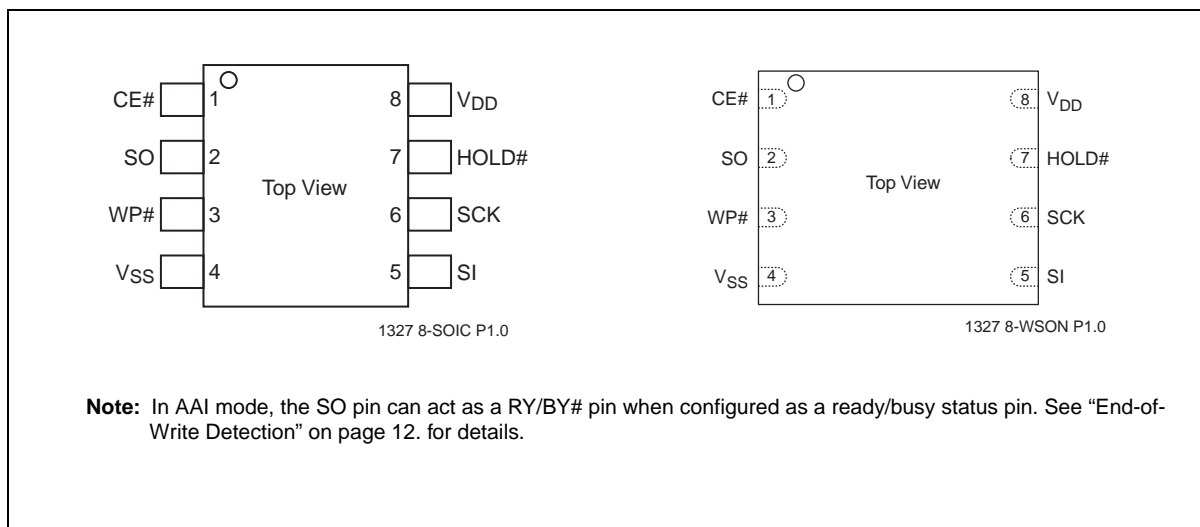 CE# 1 8 VDD
SO 2 7 HOLD#
Top View
WP# 3 6 SCK
VSS 4 5 SI
1327 8-SOIC P1.0
CE# 1 8 VDD
SO 2 7 HOLD#
Top View
WP# 3 6 SCK
VSS 4 5 SI
1327 8-WSON P1.0
Note: In AAI mode, the SO pin can act as a RY/BY# pin when configured as a ready/busy status pin. See “End-of-
Write Detection” on page 12. for details.